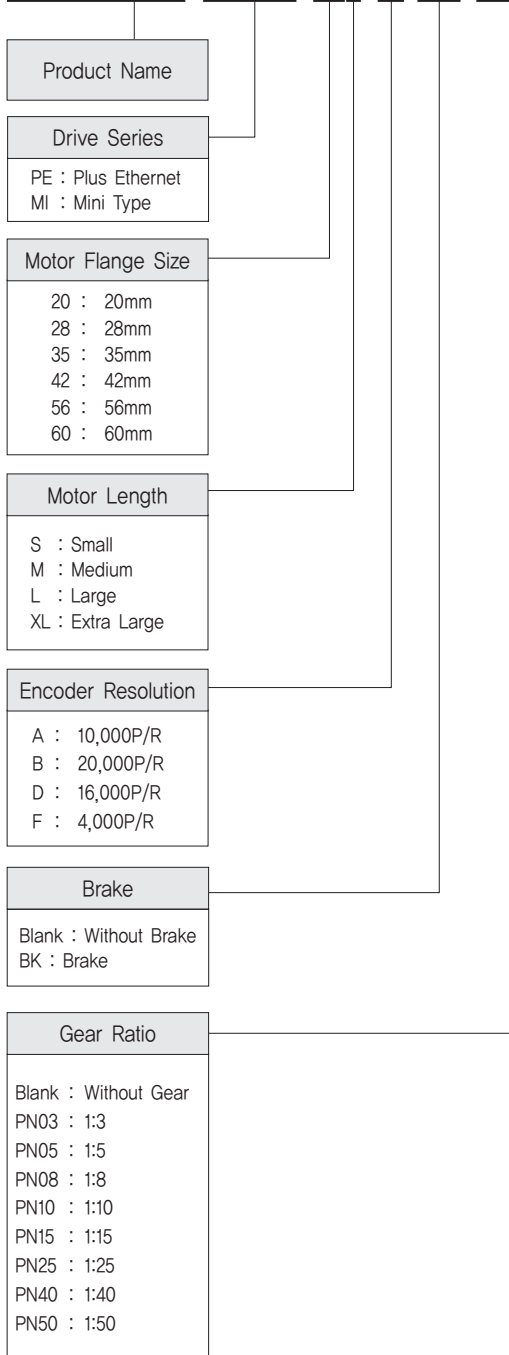 Product Name
Drive Series
PE : Plus Ethernet
MI : Mini Type
Motor Flange Size
20 : 20mm
28 : 28mm
35 : 35mm
42 : 42mm
56 : 56mm
60 : 60mm
Motor Length
S : Small
M : Medium
L : Large
XL : Extra Large
Encoder Resolution
A : 10,000P/R
B : 20,000P/R
D : 16,000P/R
F : 4,000P/R
Brake
Blank : Without Brake
BK : Brake
Gear Ratio
Blank : Without Gear
PN03 : 1:3
PN05 : 1:5
PN08 : 1:8
PN10 : 1:10
PN15 : 1:15
PN25 : 1:25
PN40 : 1:40
PN50 : 1:50